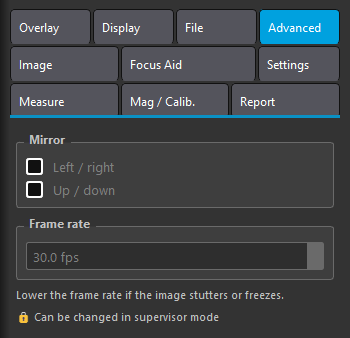 Overlay Display File Advanced
Image Focus Aid Settings
Measure Mag / Calib. Report
Mirror
Left / right
Up / down
Frame rate
30.0 fps
Lower the frame rate if the image stutters or freezes.
Can be changed in supervisor mode